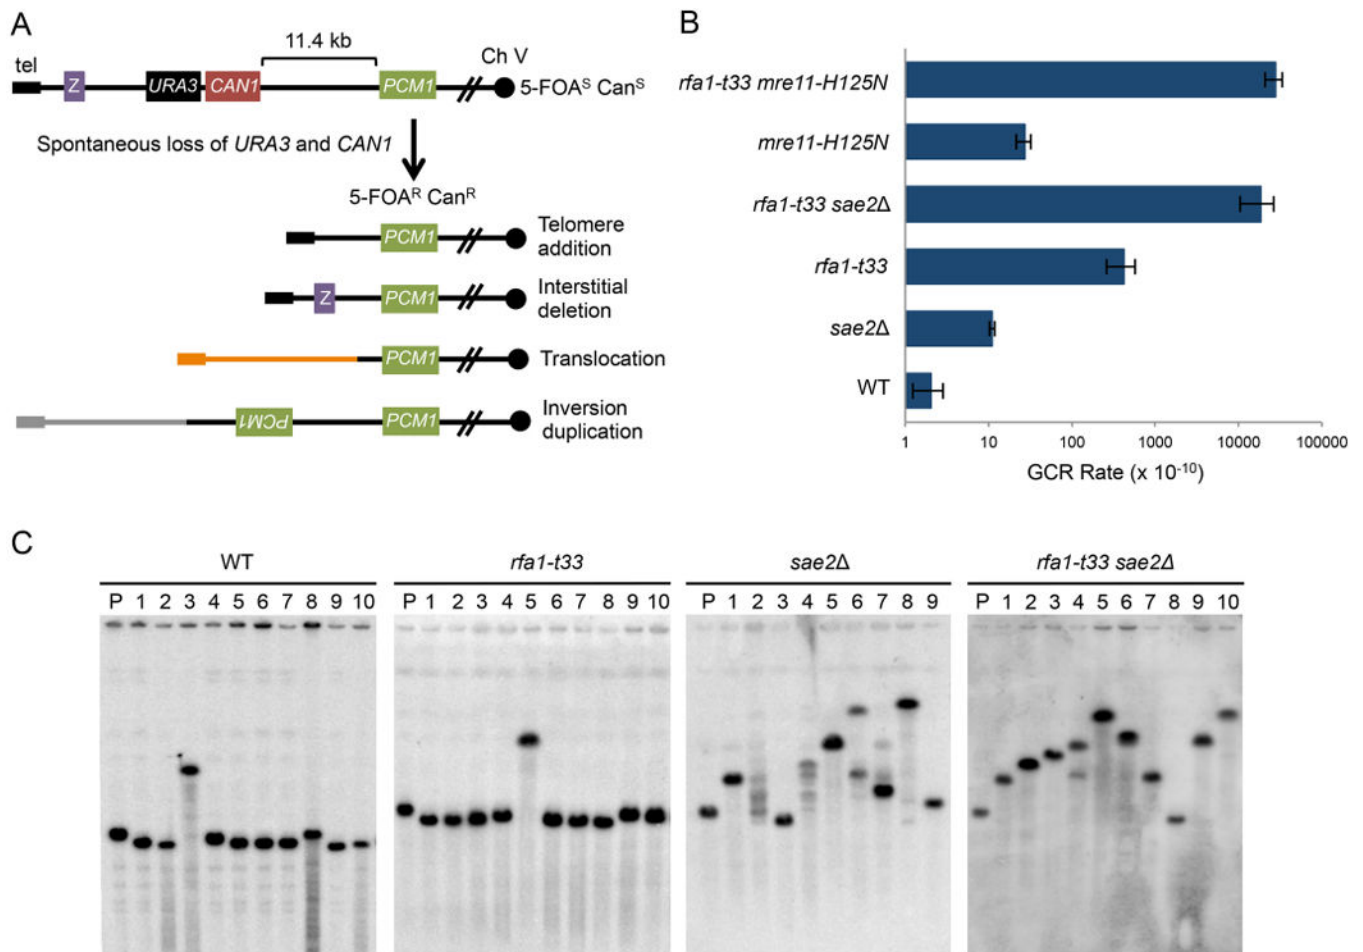 A
11.4 kb
tel
Ch V
Z
URA3
CAN1
PCM1
5-FOAS CanS
Spontaneous loss of URA3 and CAN1
5-FOAR CanR
PCM1
Telomere
addition
Z
PCM1
Interstitial
deletion
PCM1
Translocation
PCM1
PCM1
Inversion
duplication
B
rfa1-t33 mre11-H125N
mre11-H125N
rfa1-t33 sae2Δ
rfa1-t33
sae2Δ
WT
1 10 100 1000 10000 100000
GCR Rate (x 10-10)
C
WT
rfa1-t33
sae2Δ
rfa1-t33 sae2Δ
P 1 2 3 4 5 6 7 8 9 10
P 1 2 3 4 5 6 7 8 9 10
P 1 2 3 4 5 6 7 8 9
P 1 2 3 4 5 6 7 8 9 10